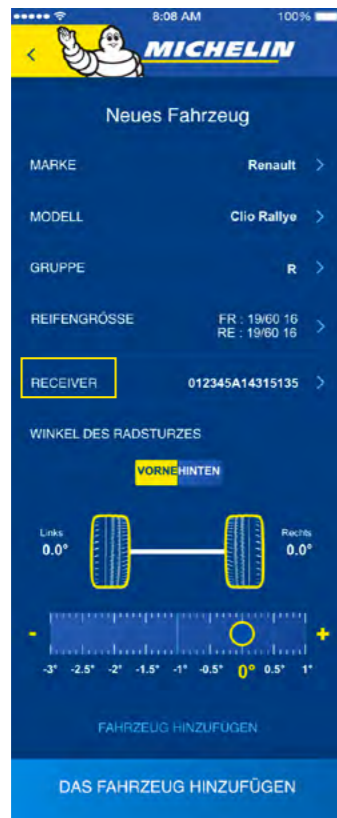 8:08 AM 100%
MICHELIN
Neues Fahrzeug
MARKE Renault
MODELL Clio Rallye
GRUPPE R
REIFENGRÖSSE FR : 19/60 16
RE : 19/60 16
RECEIVER 012345A14315135
WINKEL DES RADSTURZES
VORNE HINTEN
Links Rechts
0.0° 0.0°
- +
-3° -2.5° -2° -1.5° -1° -0.5° 0° 0.5° 1°
FAHRZEUG HINZUFÜGEN
DAS FAHRZEUG HINZUFÜGEN